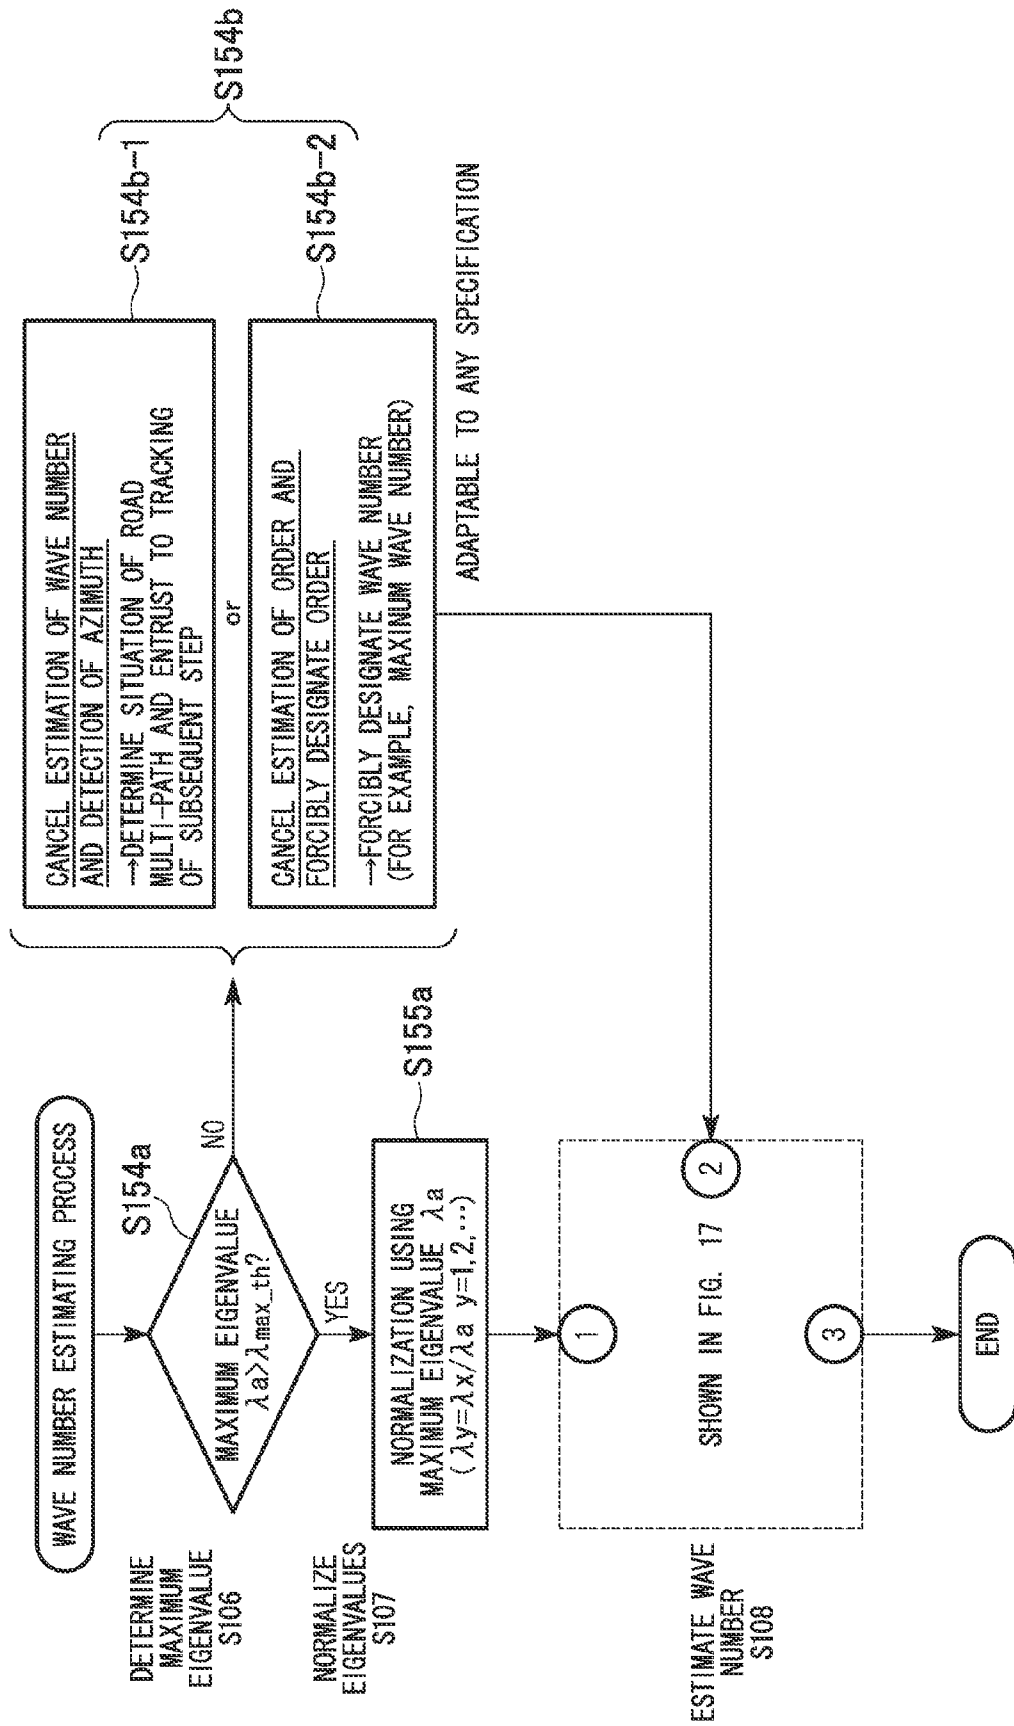 WAVE NUMBER ESTIMATING PROCESS
DETERMINE
MAXIMUM
EIGENVALUE
S106
S154a
MAXIMUM EIGENVALUE
λa>λmax_th?
NO
YES
CANCEL ESTIMATION OF WAVE NUMBER
AND DETECTION OF AZIMUTH
→DETERMINE SITUATION OF ROAD
MULTI-PATH AND ENTRUST TO TRACKING
OF SUBSEQUENT STEP
S154b-1
or
CANCEL ESTIMATION OF ORDER AND
FORCIBLY DESIGNATE ORDER
→FORCIBLY DESIGNATE WAVE NUMBER
(FOR EXAMPLE, MAXIMUM WAVE NUMBER)
S154b-2
S154b
ADAPTABLE TO ANY SPECIFICATION
NORMALIZE
EIGENVALUES
S107
NORMALIZATION USING
MAXIMUM EIGENVALUE λa
(λy=λx/λa y=1,2,...)
S155a
ESTIMATE WAVE
NUMBER
S108
1
SHOWN IN FIG. 17
2
3
END